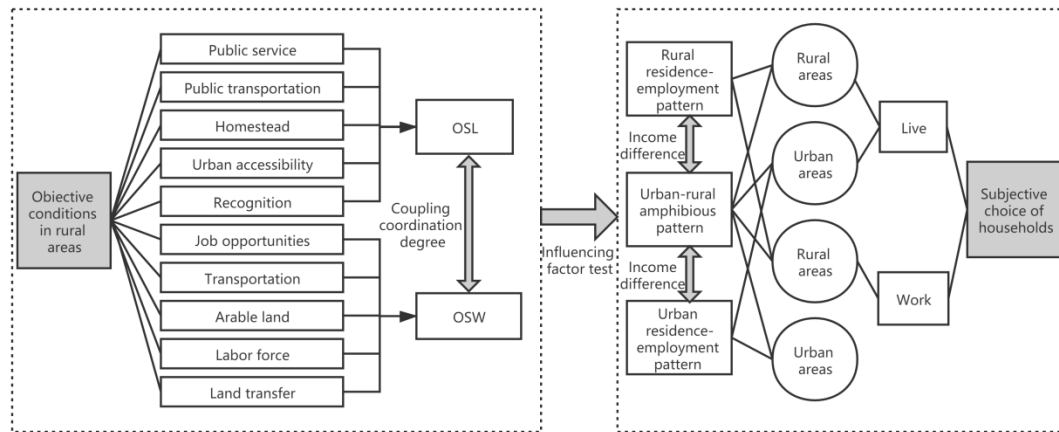 Objective
conditions
in rural
areas
Public service
Public transportation
Homestead
Urban accessibility
Recognition
Job opportunities
Transportation
Arable land
Labor force
Land transfer
OSL
Coupling
coordination
degree
OSW
Influencing
factor test
Rural
residence-
employment
pattern
Income
difference
Urban-rural
amphibious
pattern
Income
difference
Urban
residence-
employment
pattern
Rural
areas
Urban
areas
Rural
areas
Urban
areas
Live
Work
Subjective
choice of
households